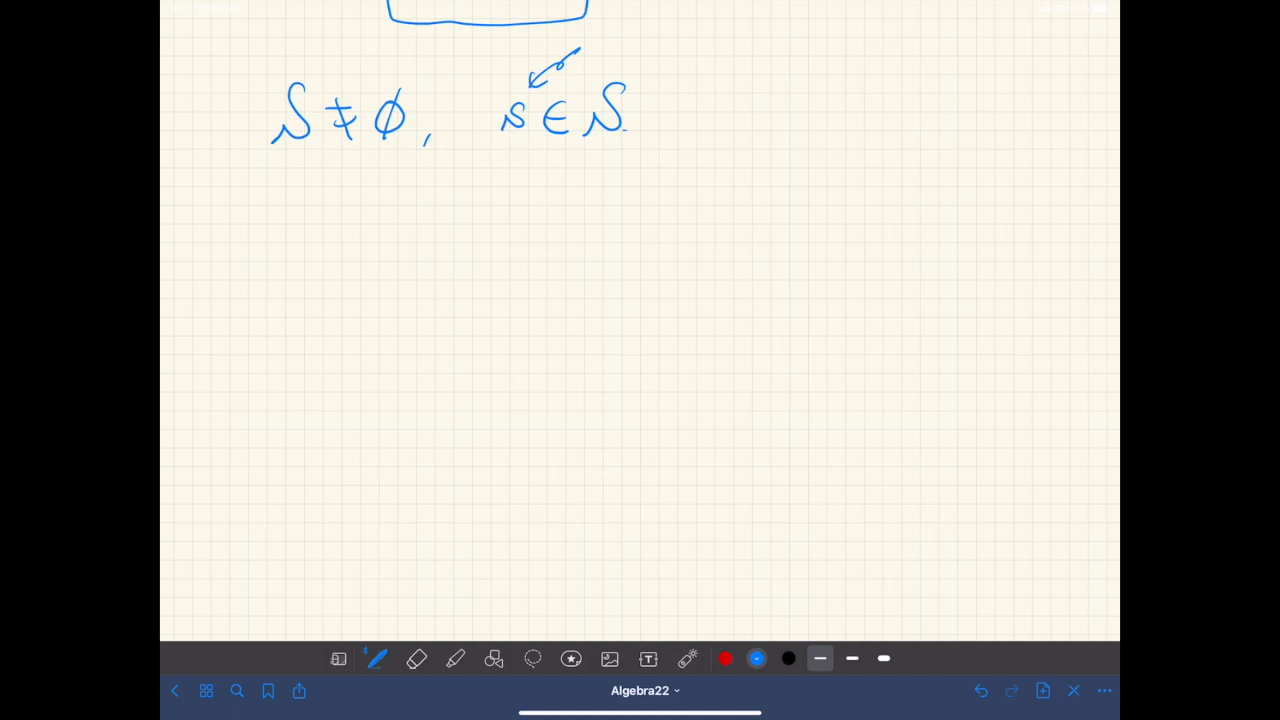 S ≠ ∅, s ∈ S.
Algebra22